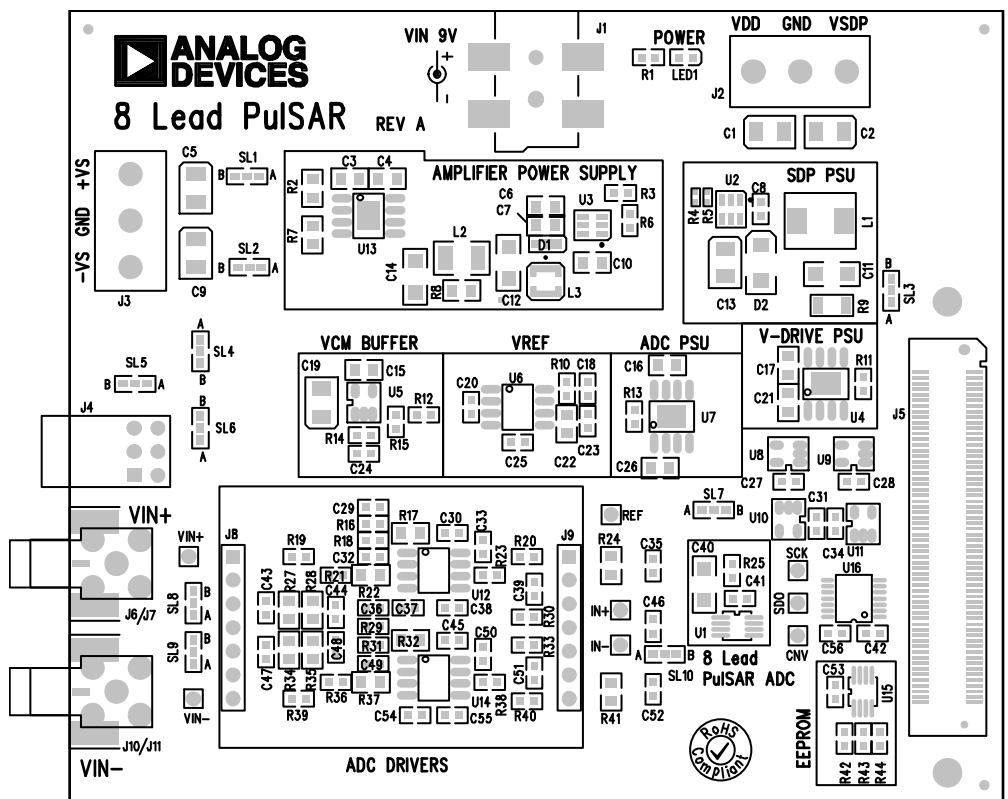 ANALOG
DEVICES
8 Lead PulSAR
REV A
VIN 9V
+
-
J1
POWER
R1
LED1
VDD GND VSDP
J2
C1
C2
-VS GND +VS
J3
C5
C9
B SL1 A
B SL2 A
AMPLIFIER POWER SUPPLY
R2
R7
C3
C4
U13
C14
L2
R8
C6
C7
D1
U3
R3
R6
C12
C10
L3
SDP PSU
R4
R5
U2
C8
L1
C13
D2
C11
R9
B
SL3
A
A
SL4
B
SL5
B A
B
SL6
A
VCM BUFFER
C19
C15
U5
R12
R14
R15
C24
VREF
C20
U6
R10
C18
C25
C22
C23
ADC PSU
C16
R13
U7
C26
V-DRIVE PSU
C17
C21
R11
U4
J5
J4
U8
U9
C27
C28
SL7
A B
U10
C31
C34
U11
VIN+
VIN+
J6/J7
SL8
B
A
SL9
B
A
VIN-
J10/J11
VIN-
J8
C29
R16
R18
R17
C30
C33
R19
C32
R21
R22
R23
R20
U12
C43
R27
R28
C44
C36
C37
C38
C39
R30
R29
R31
R32
C45
C50
R33
C47
C48
C49
R34
R35
R36
R37
R39
U14
R38
C51
R40
C54
C55
J9
ADC DRIVERS
REF
R24
C35
IN+
C46
IN-
A B
SL10
R41
C52
C40
R25
C41
U1
8 Lead
PulSAR ADC
SCK
SDO
CNV
U16
C56
C42
C53
U15
EEPROM
R42
R43
R44
RoHS
Compliant